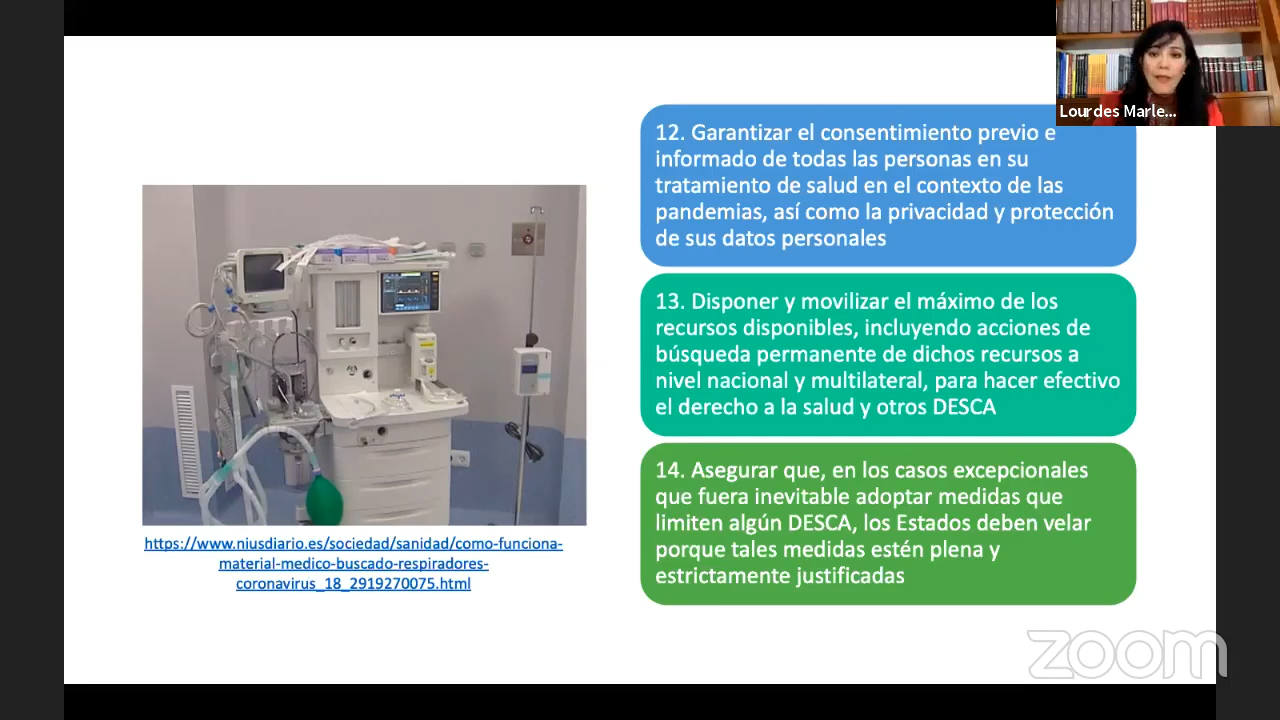 Lourdes Marle...
12. Garantizar el consentimiento previo e
informado de todas las personas en su
tratamiento de salud en el contexto de las
pandemias, así como la privacidad y protección
de sus datos personales
13. Disponer y movilizar el máximo de los
recursos disponibles, incluyendo acciones de
búsqueda permanente de dichos recursos a
nivel nacional y multilateral, para hacer efectivo
el derecho a la salud y otros DESCA
14. Asegurar que, en los casos excepcionales
que fuera inevitable adoptar medidas que
limiten algún DESCA, los Estados deben velar
porque tales medidas estén plena y
estrictamente justificadas
https://www.niusdiario.es/sociedad/sanidad/como-funciona-
material-medico-buscado-respiradores-
coronavirus_18_2919270075.html
zoom